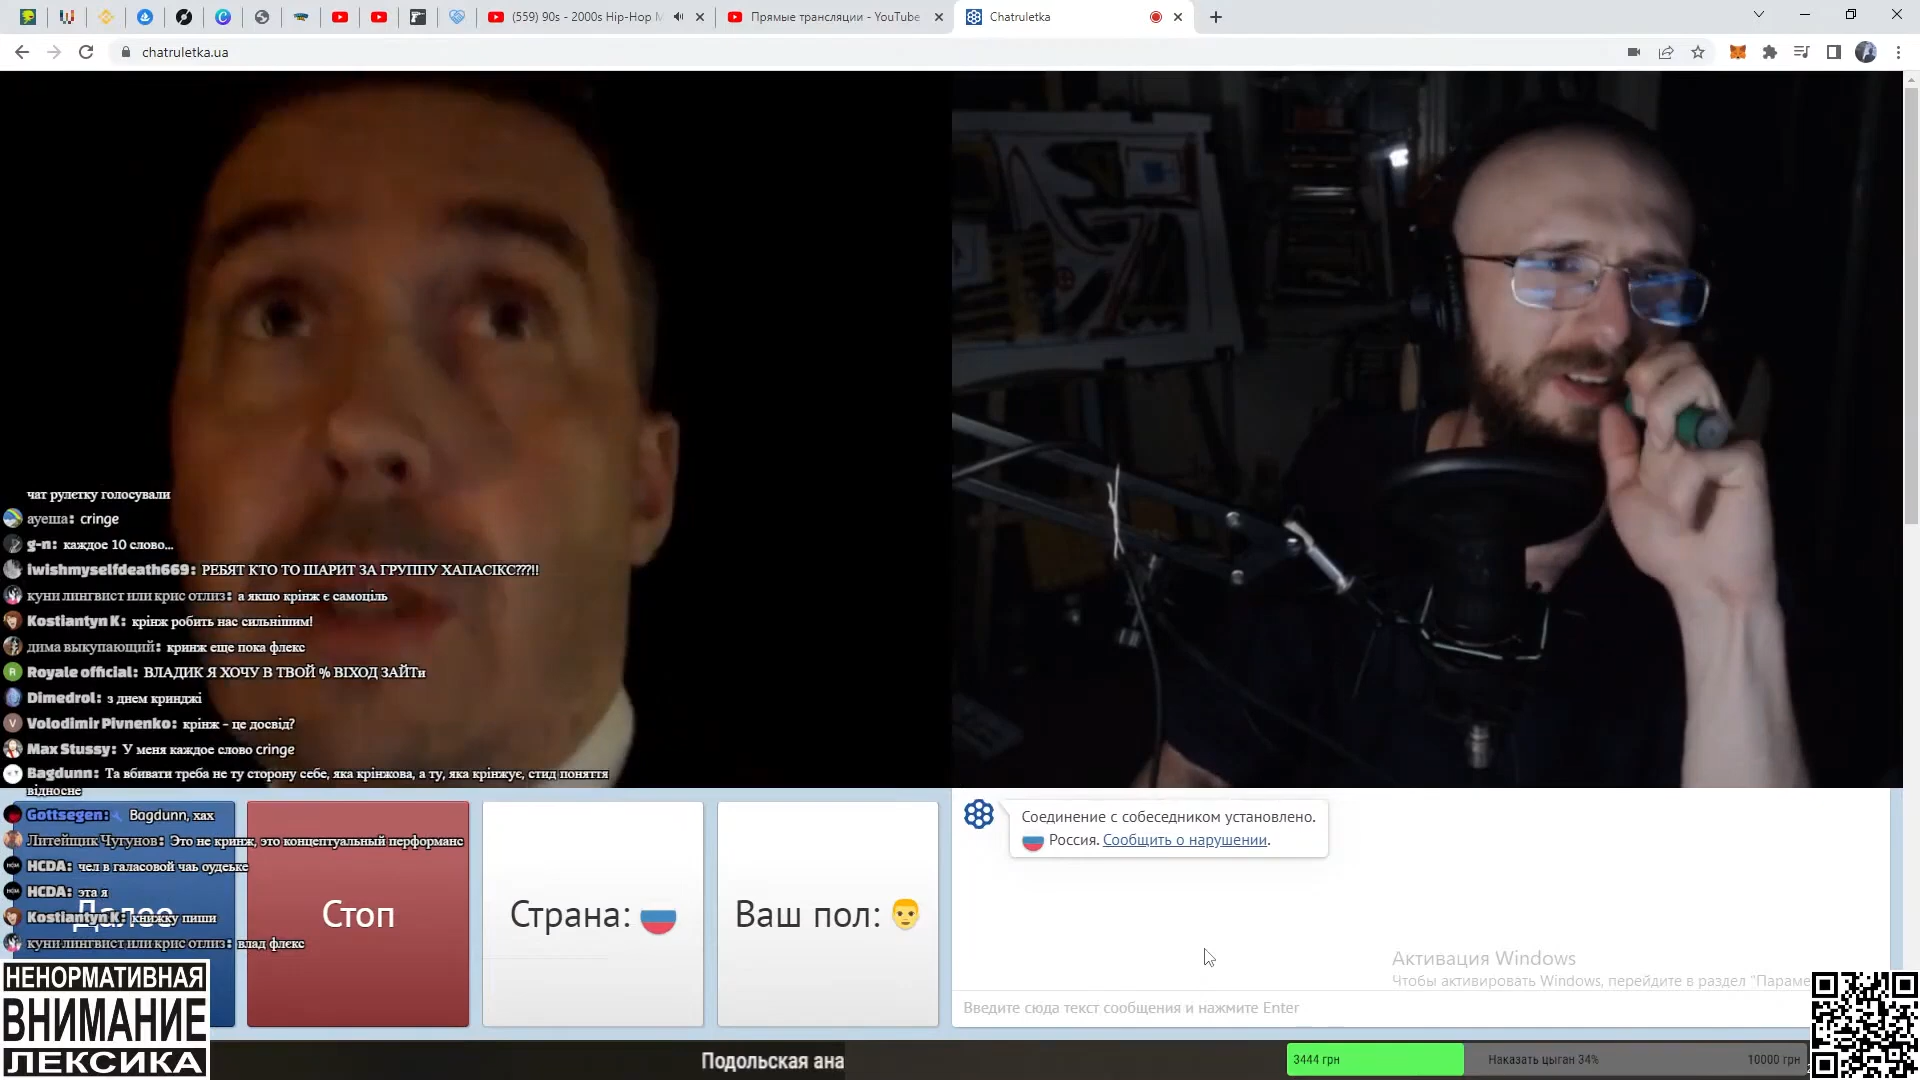 (559) 90s - 2000s Hip-Hop
Прямые трансляции - YouTube
Chatruletka
chatruletka.ua
чат рулєтку голосували
ауеша: cringe
g-n: каждое 10 слово...
iwishmyselfdeath669: РЕБЯТ КТО ТО ШАРИТ ЗА ГРУППУ ХАПАСІКС???!!
куни лингвист или крис отлиз: а якшо крінж є самоціль
Kostiantyn K: крінж робить нас сильнішим!
дима выкупающий: кринж еще пока флекс
Royale official: ВЛАДИК Я ХОЧУ В ТВОЙ % ВІХОД ЗАЙТи
Dimedrol: з днем кринджі
Volodimir Pivnenko: крінж - це досвід?
Max Stussy: У меня каждое слово cringe
Bagdunn: Та вбивати треба не ту сторону себе, яка крінжова, а ту, яка крінжує, стид поняття
відносне
Gottsegen: Bagdunn, хах
Литейщик Чугунов: Это не кринж, это концептуальный перформанс
HCDA: чел в галасовой чаь оудеьке
HCDA: эта я
Kostiantyn K: книжку пиши
куни лингвист или крис отлиз: влад флекс
Далее
Стоп
Страна:
Ваш пол:
Соединение с собеседником установлено.
Россия. Сообщить о нарушении.
Активация Windows
Чтобы активировать Windows, перейдите в раздел "Параме
Введите сюда текст сообщения и нажмите Enter
НЕНОРМАТИВНАЯ
ВНИМАНИЕ
ЛЕКСИКА
Подольская ана
3444 грн
Наказать цыган 34%
10000 грн